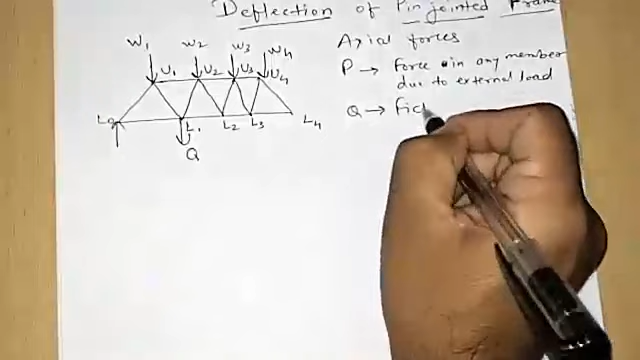 Deflection of Pin jointed Frame
W1 W2 W3 W4
U1 U2 U3 U4
L0 L1 L2 L3 L4
Q
Axial forces
P → Force in any member
due to external load
Q → Fic